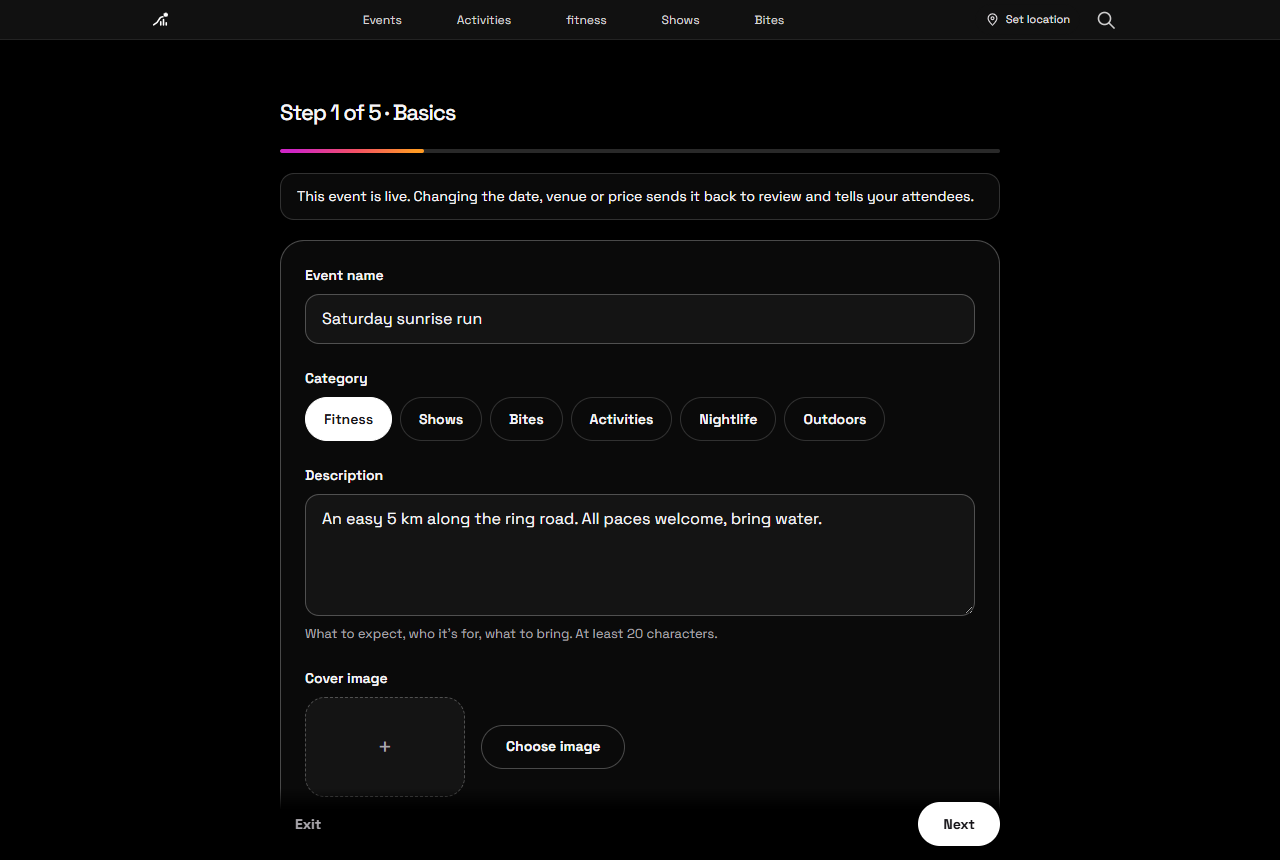 Events
Activities
fitness
Shows
Bites
Set location
Step 1 of 5 · Basics
This event is live. Changing the date, venue or price sends it back to review and tells your attendees.
Event name
Saturday sunrise run
Category
Fitness
Shows
Bites
Activities
Nightlife
Outdoors
Description
An easy 5 km along the ring road. All paces welcome, bring water.
What to expect, who it's for, what to bring. At least 20 characters.
Cover image
+
Choose image
Exit
Next